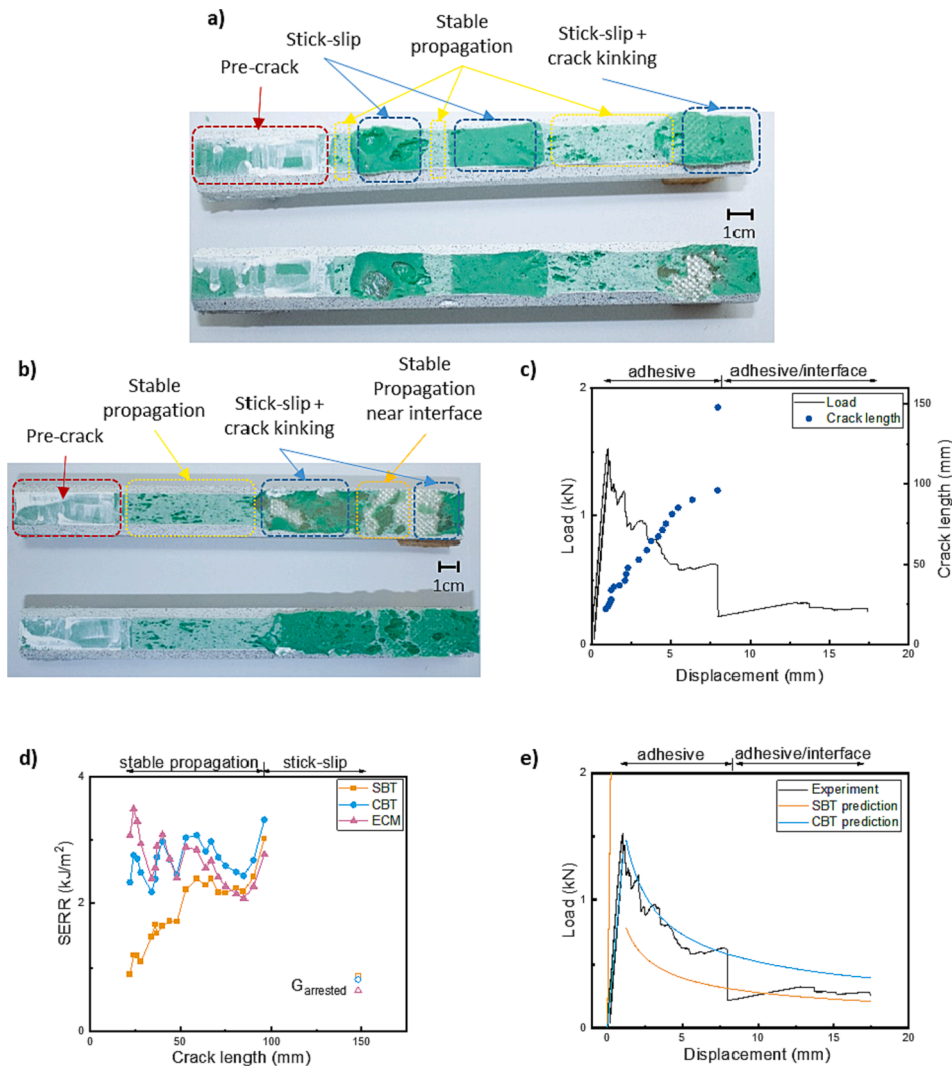 a)
Stick-slip
Stable
propagation
Stick-slip +
crack kinking
Pre-crack
1cm
b)
Stable
propagation
Stick-slip +
crack kinking
Stable
Propagation
near interface
Pre-crack
1cm
c)
adhesive
adhesive/interface
Load
Crack length
2
1
0
150
100
50
0
Load (kN)
Crack length (mm)
0
5
10
15
20
Displacement (mm)
d)
stable propagation
stick-slip
SBT
CBT
ECM
4
2
0
SERR (kJ/m²)
G arrested
0
50
100
150
Crack length (mm)
e)
adhesive
adhesive/interface
Experiment
SBT prediction
CBT prediction
2
1
0
Load (kN)
0
5
10
15
20
Displacement (mm)